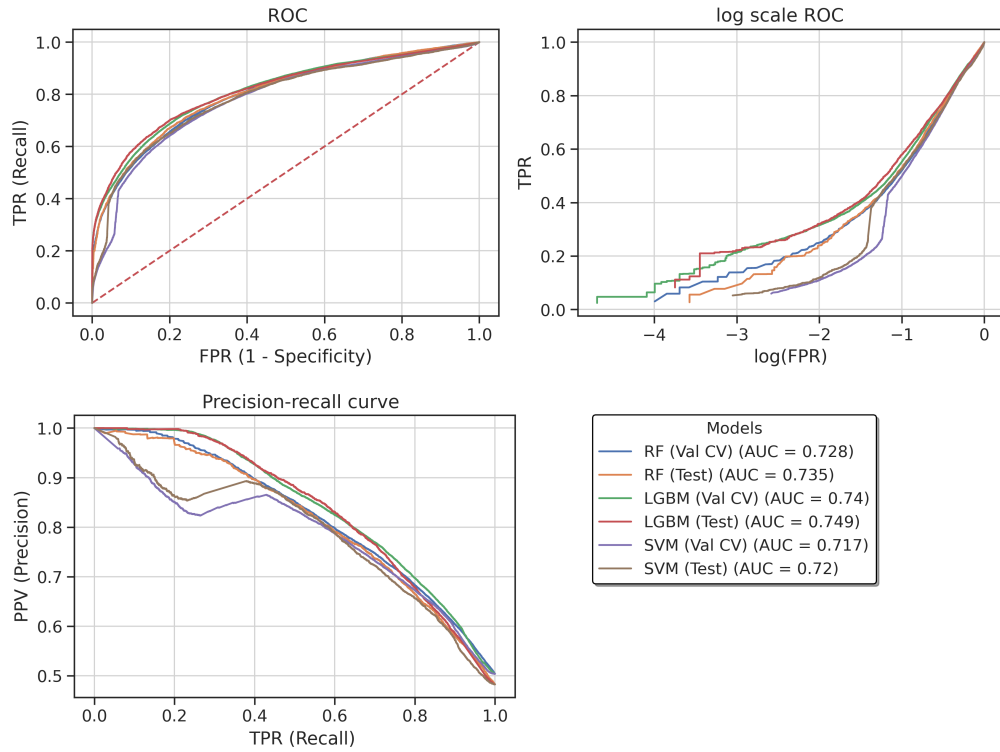 ROC
1.0
0.8
0.6
0.4
0.2
0.0
TPR (Recall)
0.0 0.2 0.4 0.6 0.8 1.0
FPR (1 - Specificity)
log scale ROC
1.0
0.8
0.6
0.4
0.2
0.0
TPR
−4 −3 −2 −1 0
log(FPR)
Precision-recall curve
1.0
0.9
0.8
0.7
0.6
0.5
PPV (Precision)
0.0 0.2 0.4 0.6 0.8 1.0
TPR (Recall)
Models
RF (Val CV) (AUC = 0.728)
RF (Test) (AUC = 0.735)
LGBM (Val CV) (AUC = 0.74)
LGBM (Test) (AUC = 0.749)
SVM (Val CV) (AUC = 0.717)
SVM (Test) (AUC = 0.72)